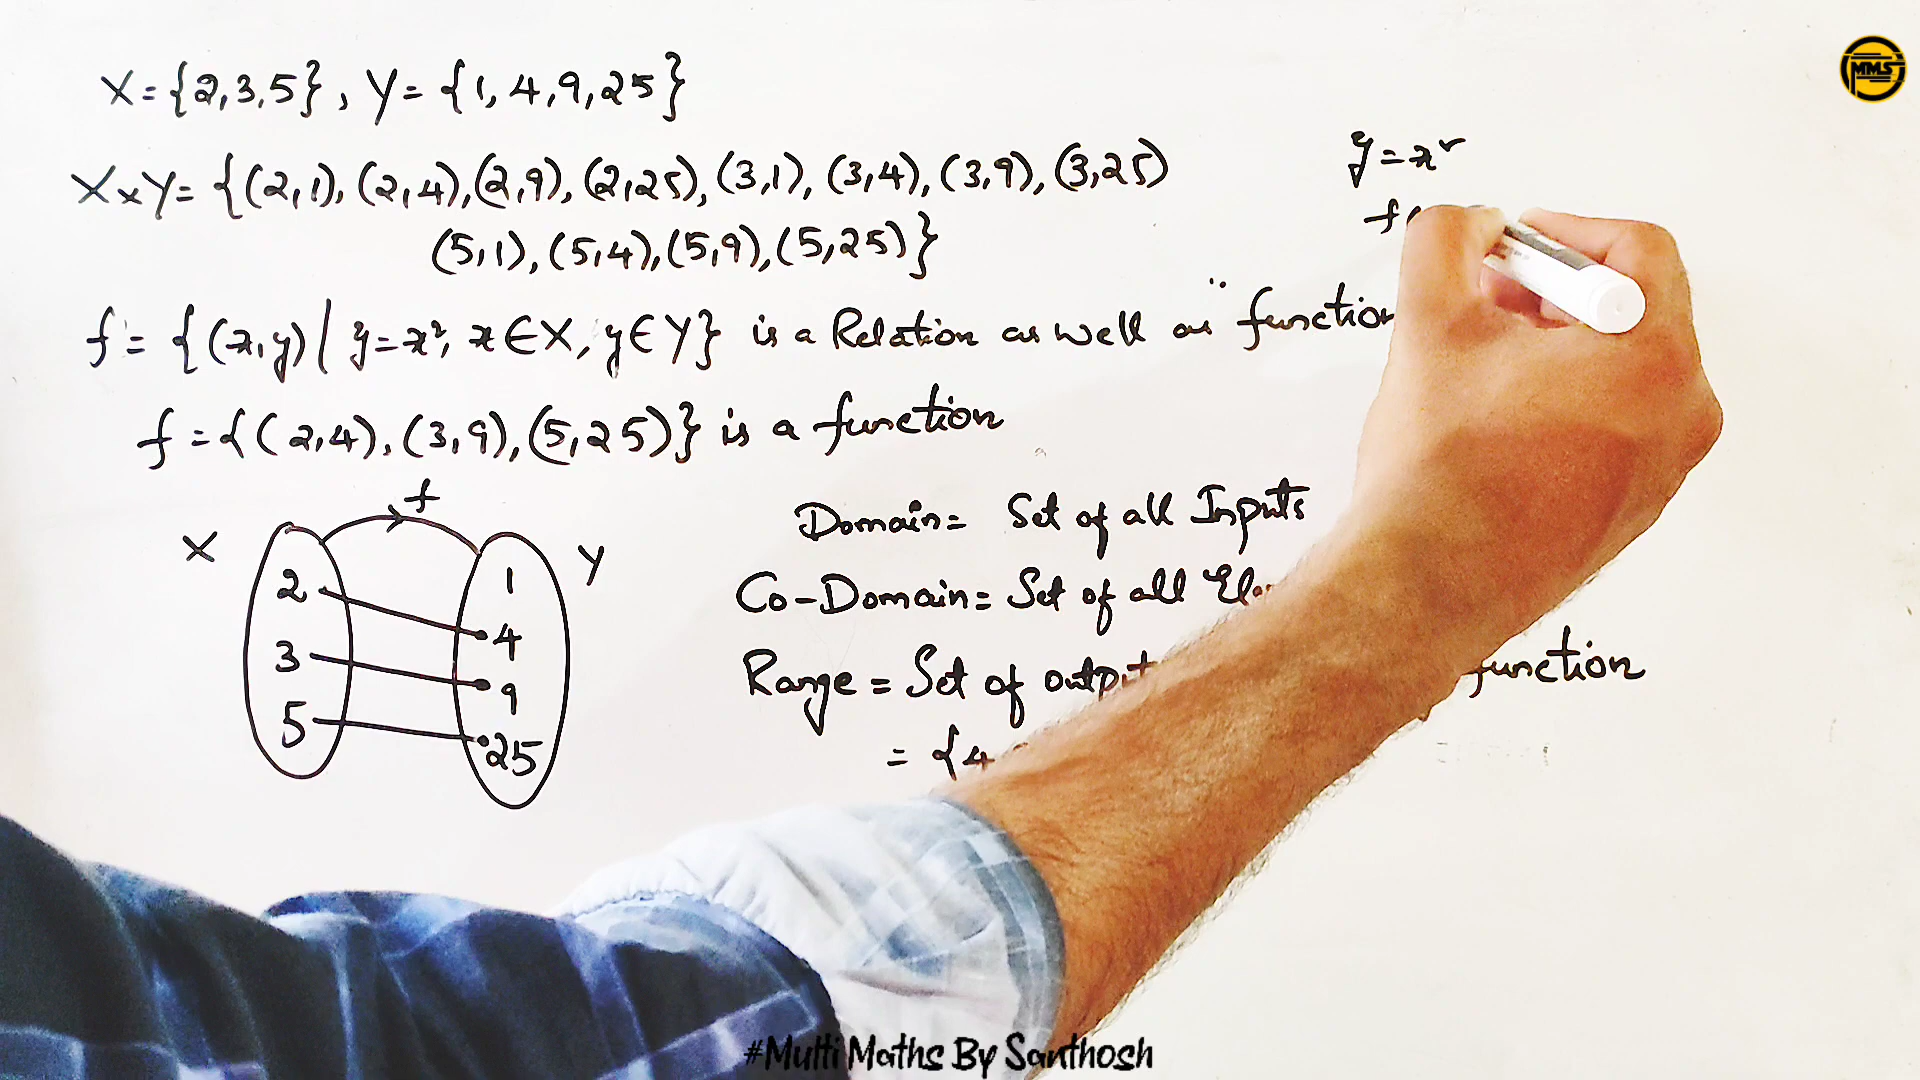 X = {2,3,5}, Y = {1,4,9,25}
X×Y = {(2,1), (2,4), (2,9), (2,25), (3,1), (3,4), (3,9), (3,25)
(5,1), (5,4), (5,9), (5,25)}
y = x²
f(
f = {(x,y) | y = x², x ∈ X, y ∈ Y} is a Relation as well as function
f = {(2,4), (3,9), (5,25)} is a function
f
X
Y
2
3
5
1
4
9
25
Domain = Set of all Inputs
Co-Domain = Set of all
Range = Set of function
= {4
MMS
#Multi Maths By Santhosh